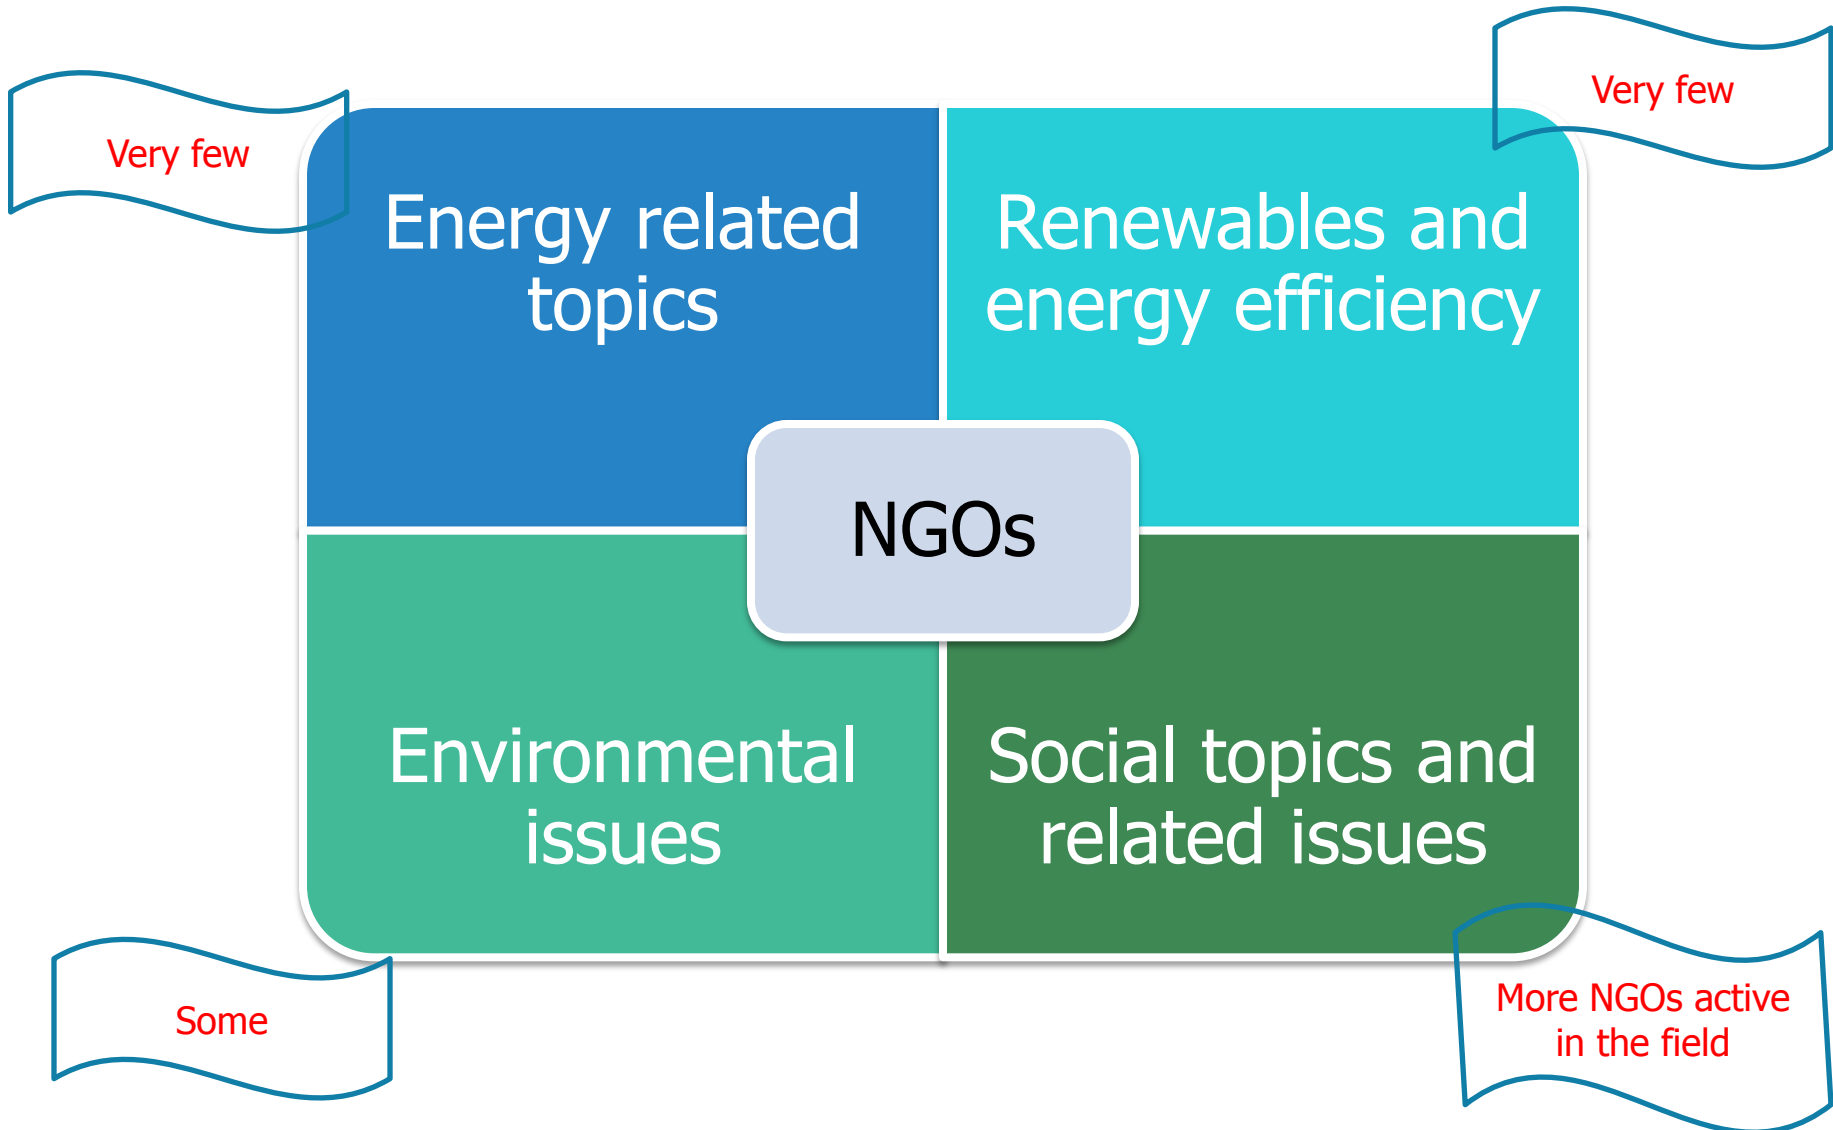 Very few
Very few
Energy related
topics
Renewables and
energy efficiency
NGOs
Environmental
issues
Social topics and
related issues
Some
More NGOs active
in the field